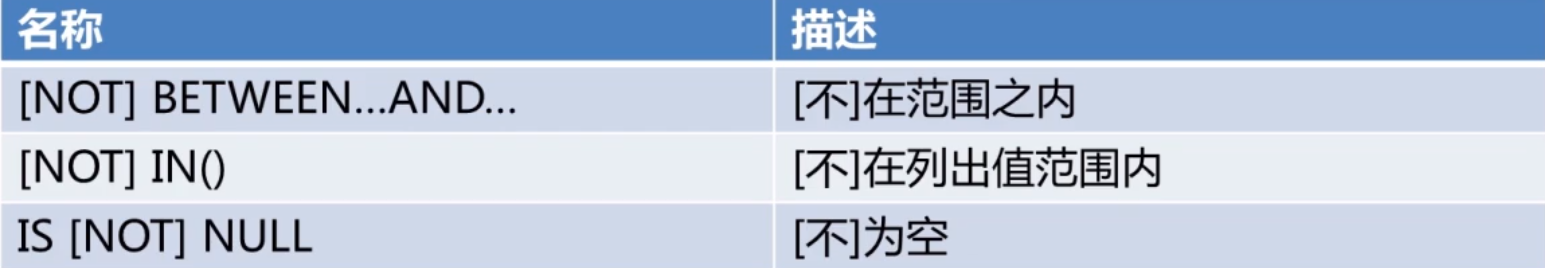 名称 描述
[NOT] BETWEEN...AND... [不]在范围之内
[NOT] IN() [不]在列出值范围内
IS [NOT] NULL [不]为空